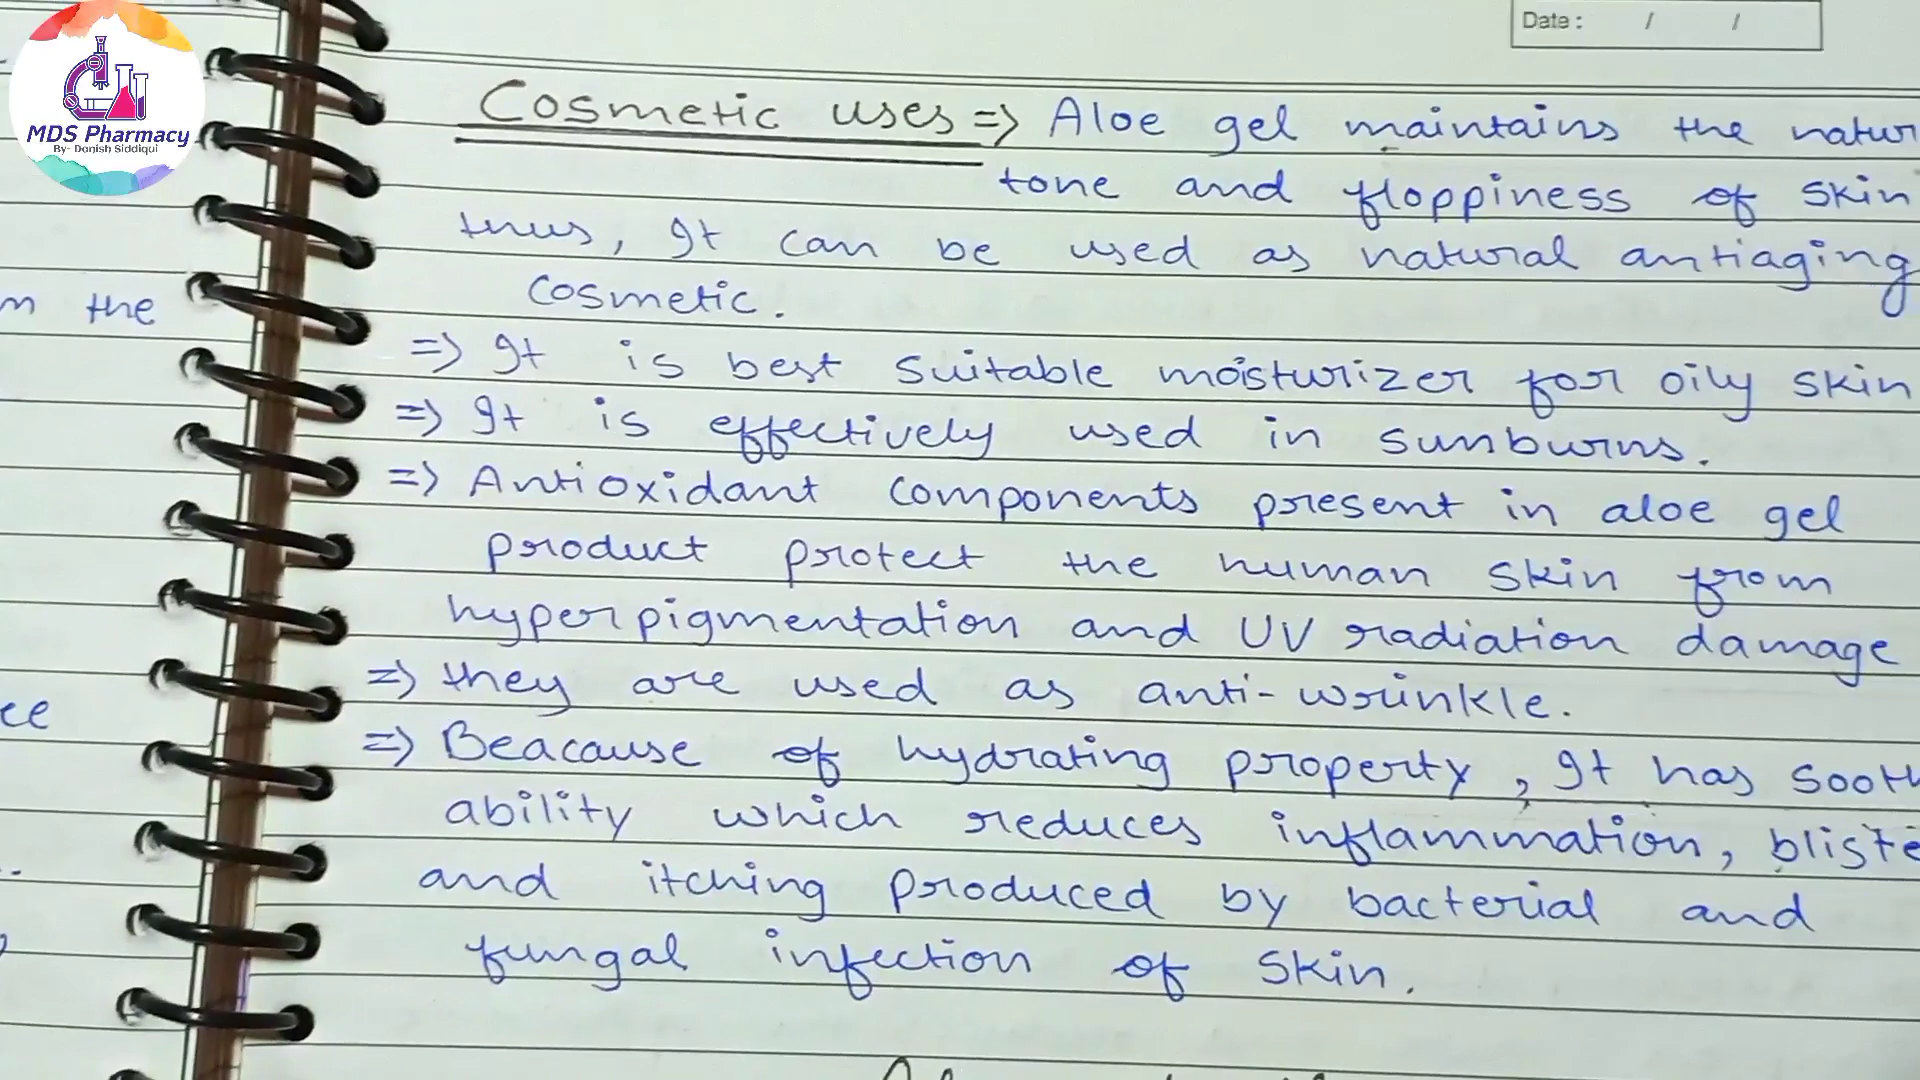 MDS Pharmacy
By- Danish Siddiqui
Date : / /
Cosmetic uses => Aloe gel maintains the natur
tone and floppiness of skin
thus, It can be used as natural antiaging
cosmetic.
=> It is best suitable moisturizer for oily skin
=> It is effectively used in sunburns.
=> Antioxidant components present in aloe gel
product protect the human skin from
hyperpigmentation and UV radiation damage
=> they are used as anti-wrinkle.
=> Beacause of hydrating property, It has sooth
ability which reduces inflammation, bliste
and itching produced by bacterial and
fungal infection of skin.
m the
ce